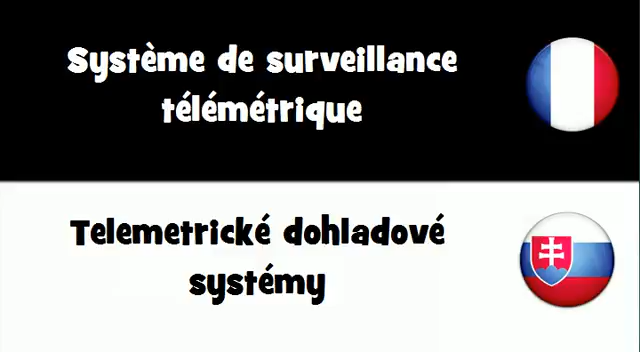 Système de surveillance
télémétrique
Telemetrické dohladové
systémy